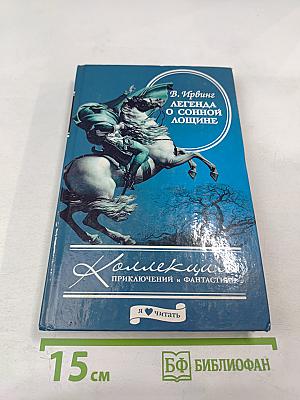 В. Ирвинг
ЛЕГЕНДА
О СОННОЙ
ЛОЩИНЕ
Коллекция
ПРИКЛЮЧЕНИЙ и ФАНТАСТИКИ
я читать
15 см
БФ БИБЛИОФАН